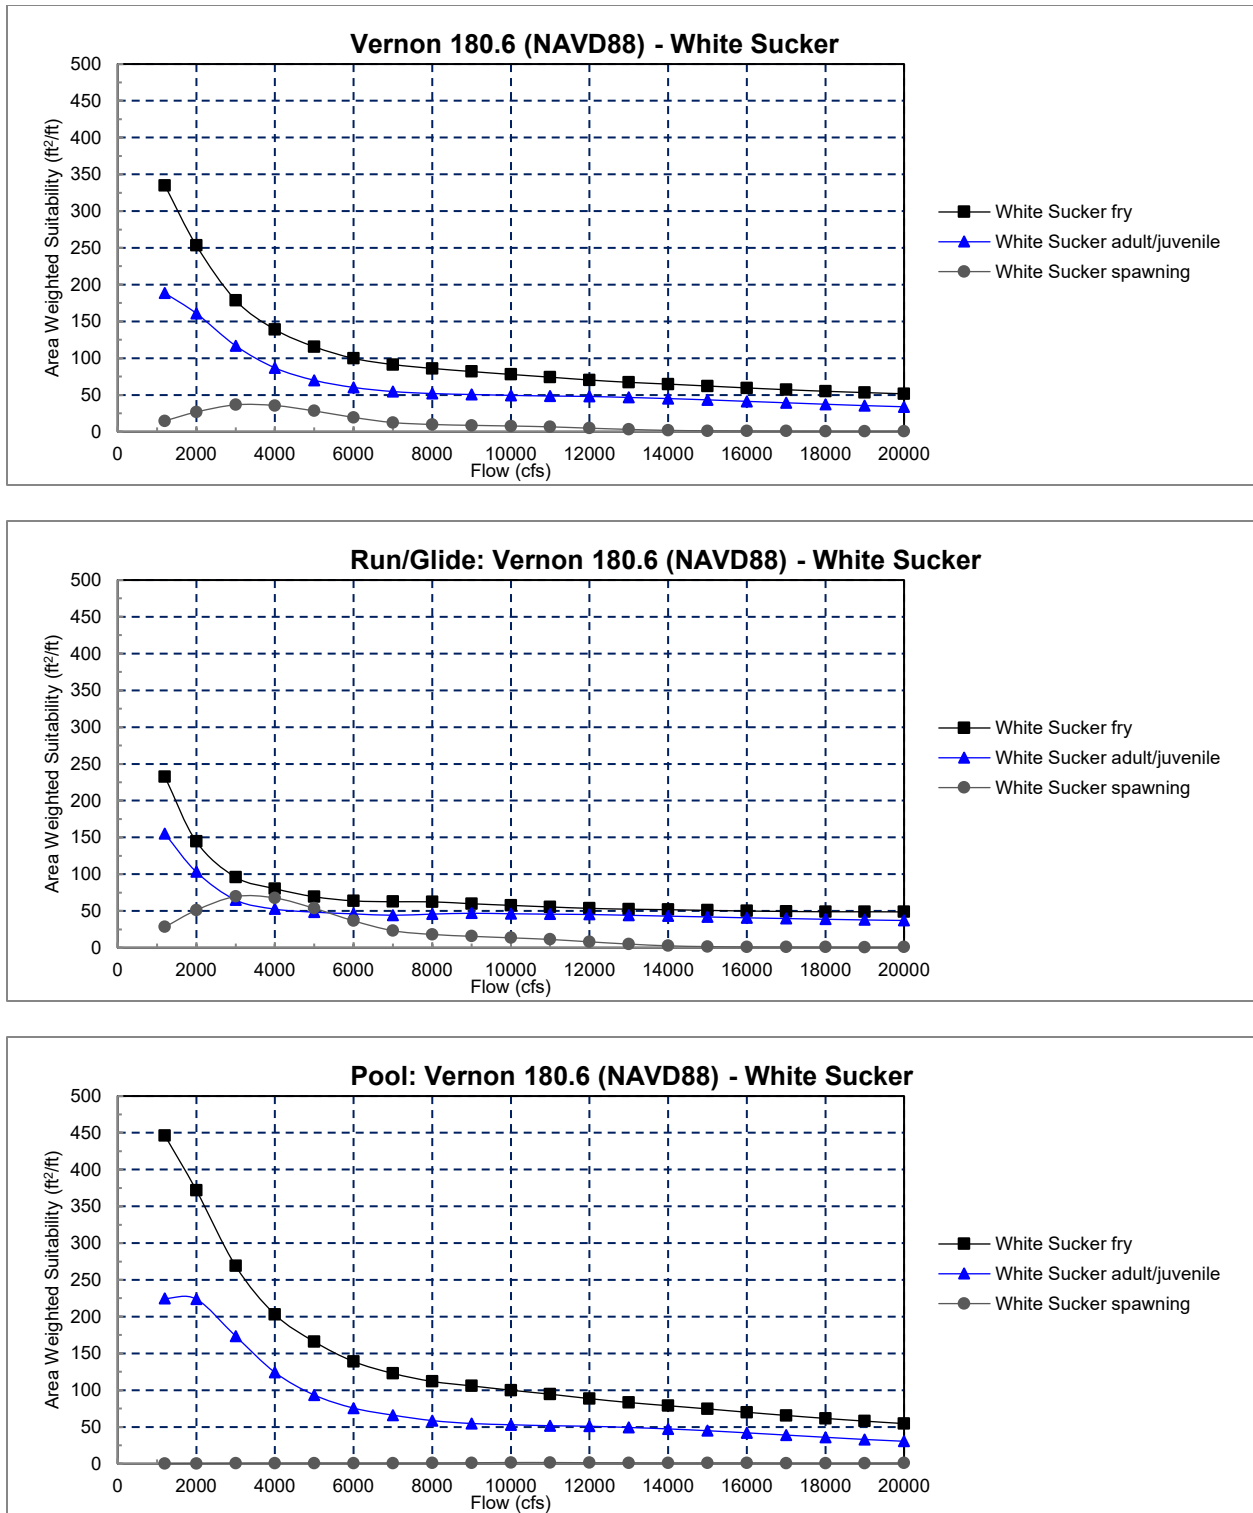 Vernon 180.6 (NAVD88) - White Sucker
Area Weighted Suitability (ft²/ft)
500
450
400
350
300
250
200
150
100
50
0
0 2000 4000 6000 8000 10000 12000 14000 16000 18000 20000
Flow (cfs)
White Sucker fry
White Sucker adult/juvenile
White Sucker spawning
Run/Glide: Vernon 180.6 (NAVD88) - White Sucker
Area Weighted Suitability (ft²/ft)
500
450
400
350
300
250
200
150
100
50
0
0 2000 4000 6000 8000 10000 12000 14000 16000 18000 20000
Flow (cfs)
White Sucker fry
White Sucker adult/juvenile
White Sucker spawning
Pool: Vernon 180.6 (NAVD88) - White Sucker
Area Weighted Suitability (ft²/ft)
500
450
400
350
300
250
200
150
100
50
0
0 2000 4000 6000 8000 10000 12000 14000 16000 18000 20000
Flow (cfs)
White Sucker fry
White Sucker adult/juvenile
White Sucker spawning